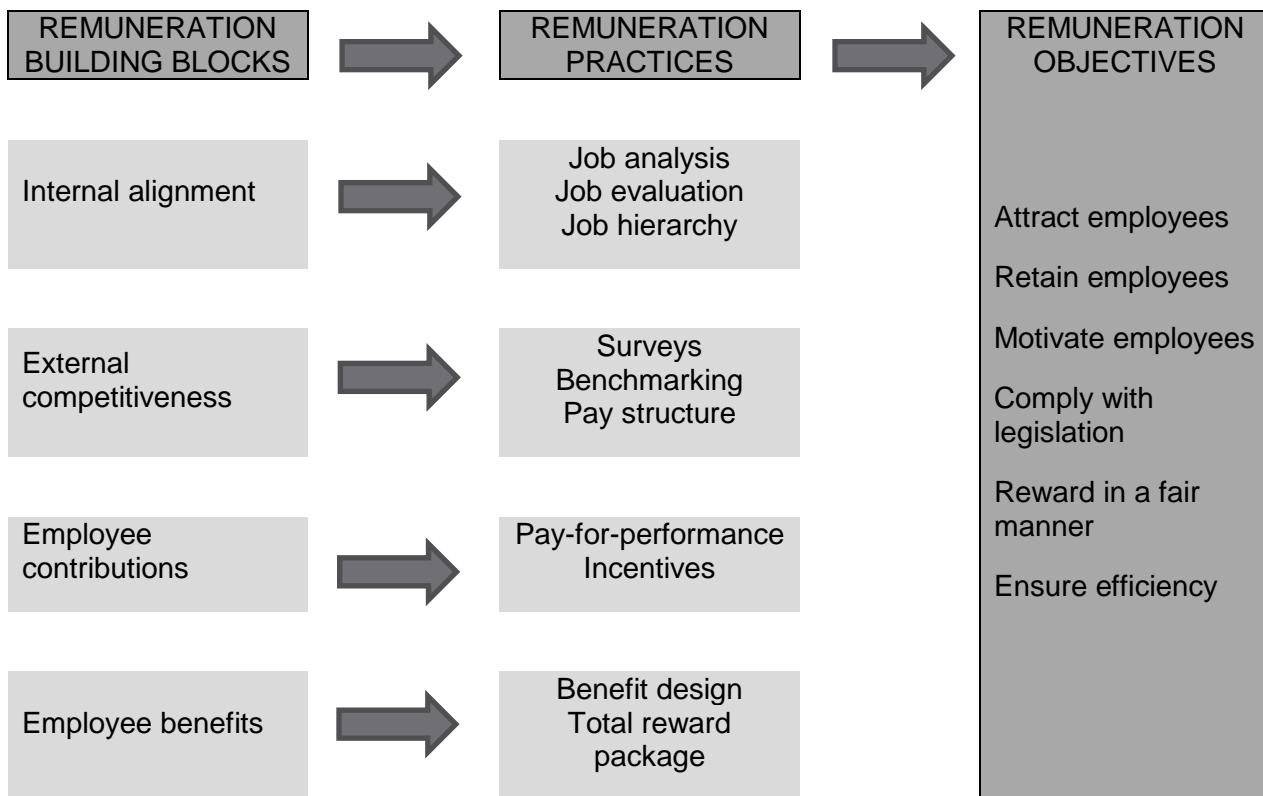 REMUNERATION
BUILDING BLOCKS
REMUNERATION
PRACTICES
REMUNERATION
OBJECTIVES
Internal alignment
Job analysis
Job evaluation
Job hierarchy
External
competitiveness
Surveys
Benchmarking
Pay structure
Employee
contributions
Pay-for-performance
Incentives
Employee benefits
Benefit design
Total reward
package
Attract employees
Retain employees
Motivate employees
Comply with
legislation
Reward in a fair
manner
Ensure efficiency